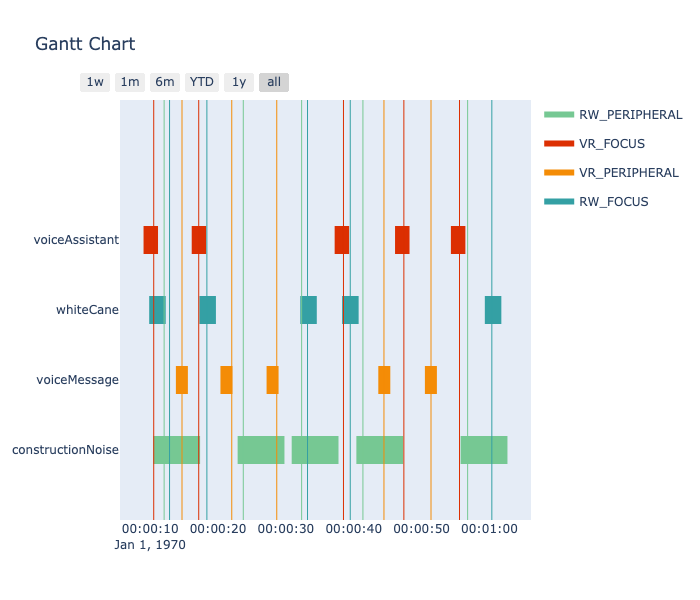 Gantt Chart
1w 1m 6m YTD 1y all
RW_PERIPHERAL
VR_FOCUS
VR_PERIPHERAL
RW_FOCUS
voiceAssistant
whiteCane
voiceMessage
constructionNoise
00:00:10 00:00:20 00:00:30 00:00:40 00:00:50 00:01:00
Jan 1, 1970